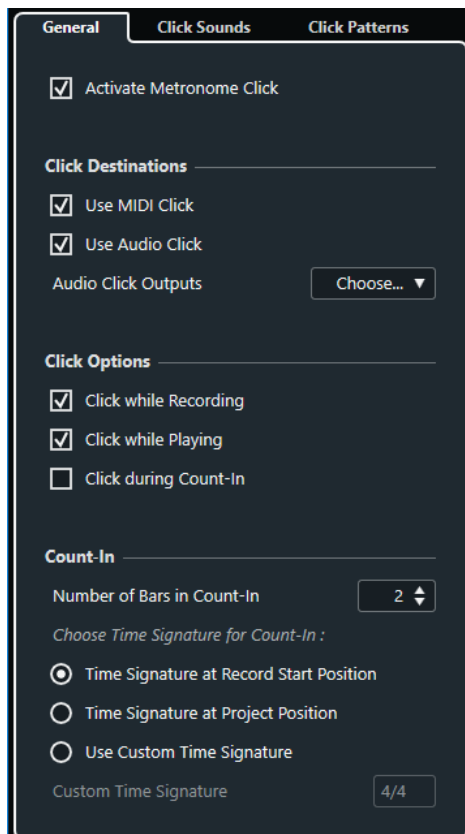 General Click Sounds Click Patterns
Activate Metronome Click
Click Destinations
Use MIDI Click
Use Audio Click
Audio Click Outputs Choose...
Click Options
Click while Recording
Click while Playing
Click during Count-In
Count-In
Number of Bars in Count-In 2
Choose Time Signature for Count-In :
Time Signature at Record Start Position
Time Signature at Project Position
Use Custom Time Signature
Custom Time Signature 4/4